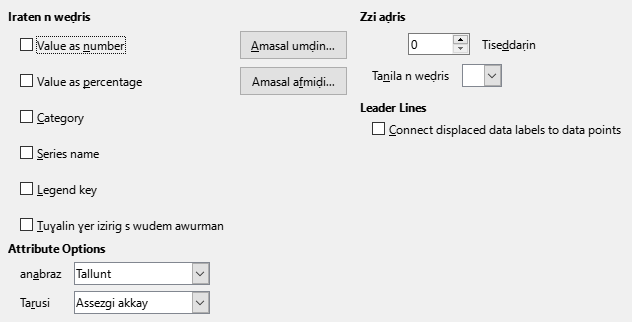 Iraten n weḍris
Value as number
Amasal umḍin...
Value as percentage
Amasal afmiḍi...
Category
Series name
Legend key
Tuɣalin ɣer izirig s wudem awurman
Attribute Options
anabraz
Tallunt
Tarusi
Assezgi akkay
Zzi aḍris
0
Tiseddarin
Tanila n weḍris
Leader Lines
Connect displaced data labels to data points